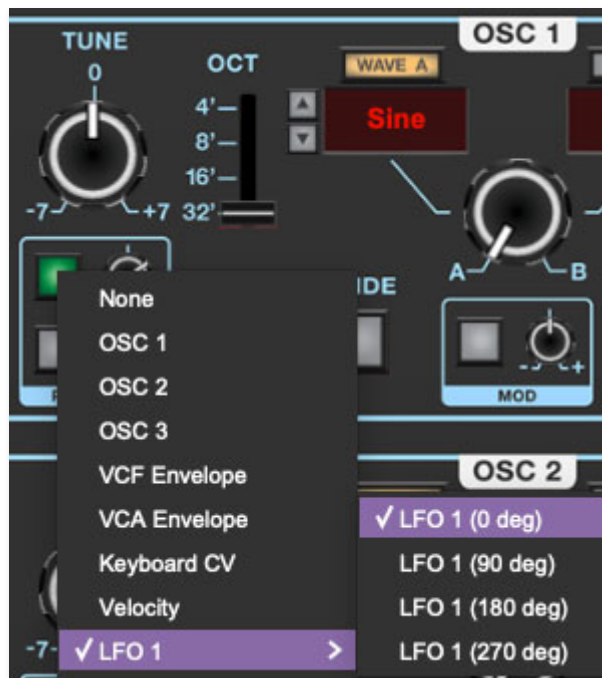 OSC 1
TUNE
0
-7
+7
OCT
4'
8'
16'
32'
WAVE A
Sine
A
B
IDE
- +
MOD
None
OSC 1
OSC 2
OSC 3
VCF Envelope
VCA Envelope
Keyboard CV
Velocity
✓ LFO 1 >
OSC 2
✓ LFO 1 (0 deg)
LFO 1 (90 deg)
LFO 1 (180 deg)
LFO 1 (270 deg)
-7